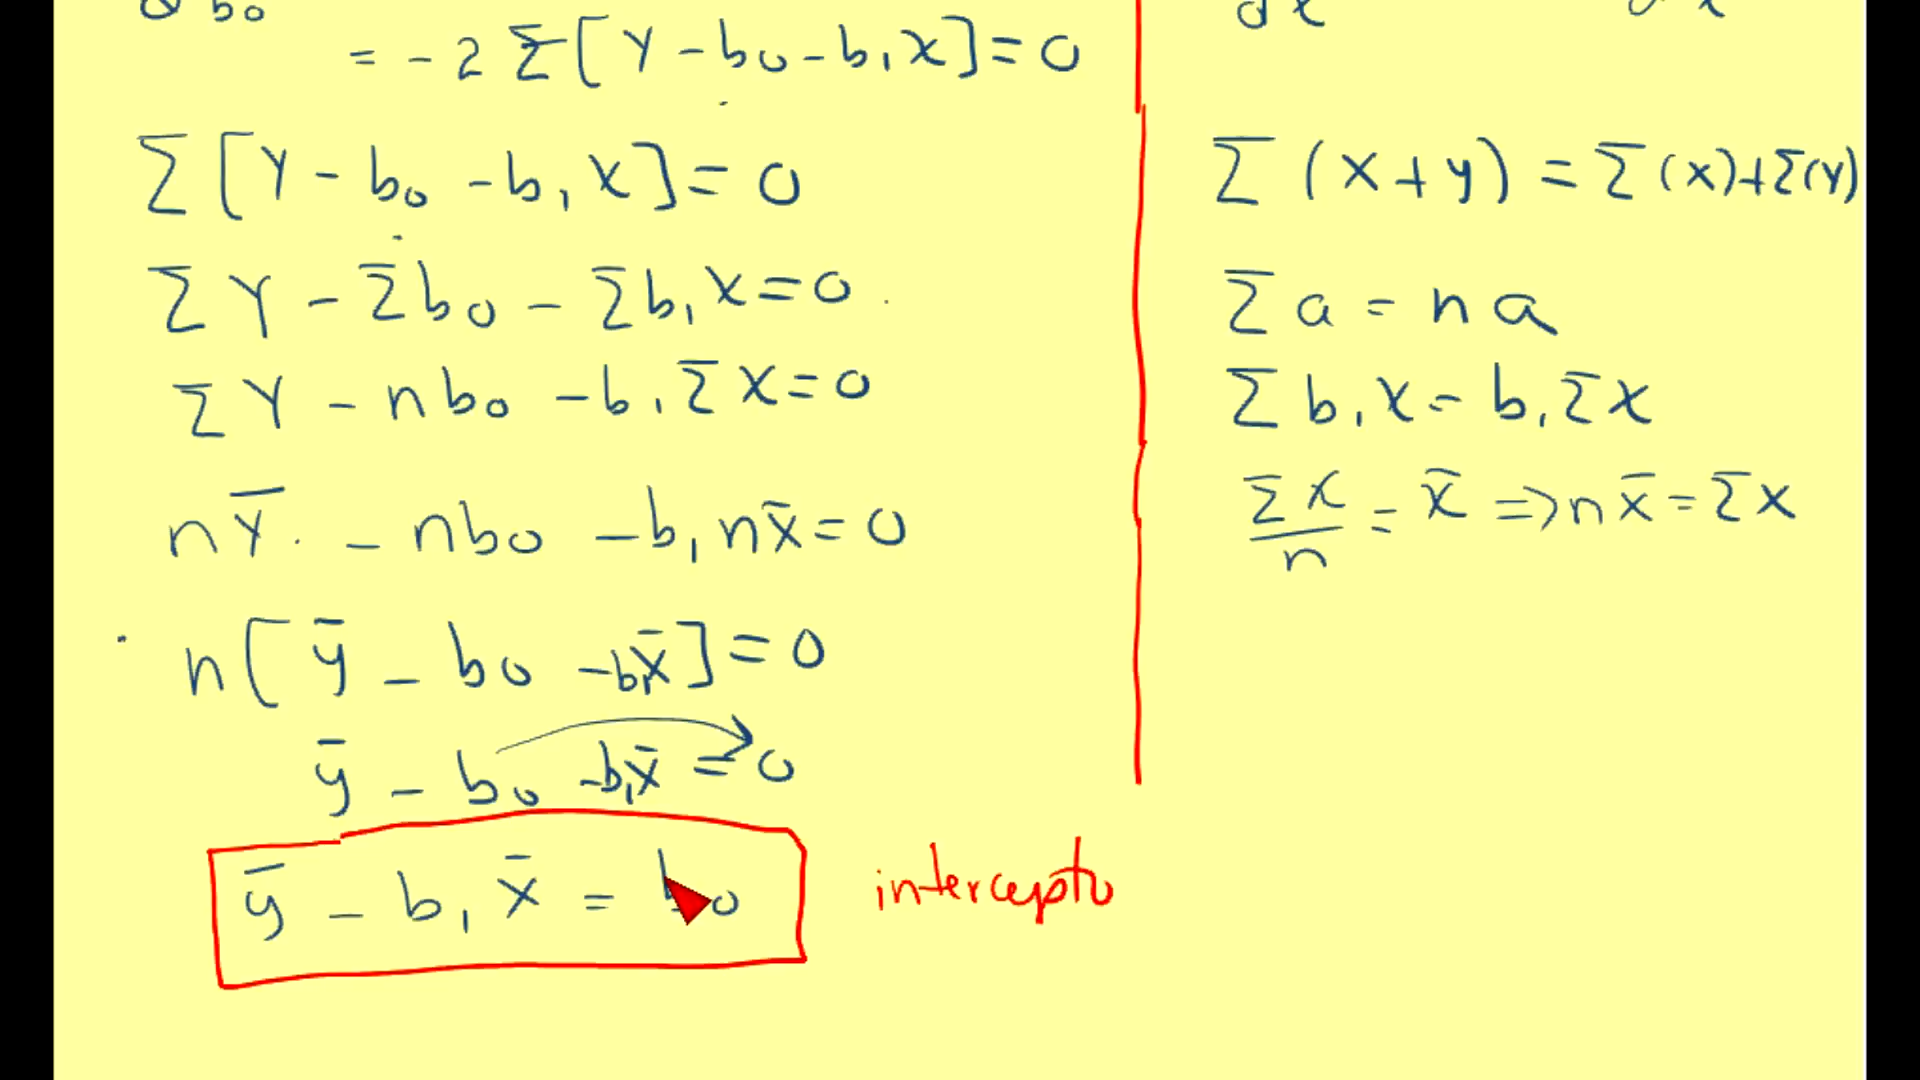 = - 2 Σ[Y - b₀ - b₁x] = 0
Σ[Y - b₀ - b₁x] = 0
ΣY - Σb₀ - Σb₁x = 0
ΣY - nb₀ - b₁Σx = 0
nȲ - nb₀ - b₁nx̄ = 0
n[ȳ - b₀ - b₁x̄] = 0
ȳ - b₀ - b₁x̄ = 0
ȳ - b₁x̄ = b₀
intercepto
Σ(x+y) = Σ(x)+Σ(y)
Σa = na
Σb₁x = b₁Σx
Σx/n = x̄ ⇒ nx̄ = Σx